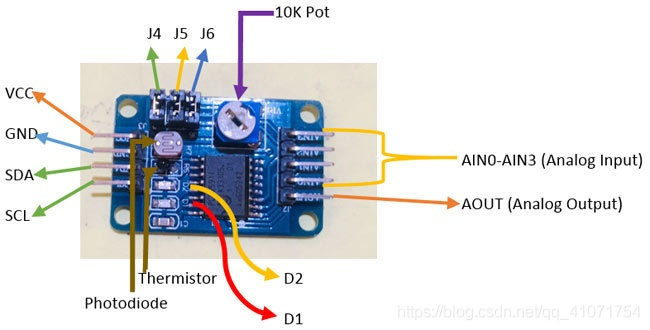 10K Pot
J4
J5
J6
VCC
GND
SDA
SCL
AIN0-AIN3 (Analog Input)
AOUT (Analog Output)
Thermistor
Photodiode
D2
D1
https://blog.csdn.net/qq_41071754